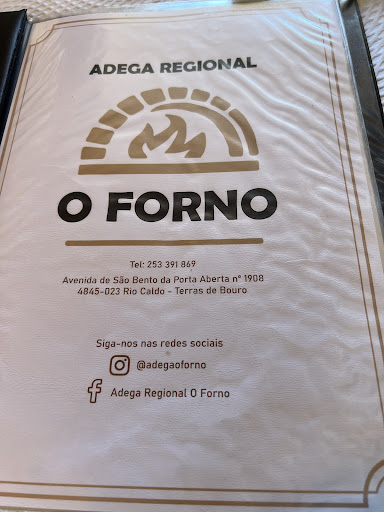 ADEGA REGIONAL
O FORNO
Tel: 253 391 869
Avenida de São Bento da Porta Aberta nº 1908
4845-023 Rio Caldo - Terras de Bouro
Siga-nos nas redes sociais
@adegaoforno
Adega Regional O Forno